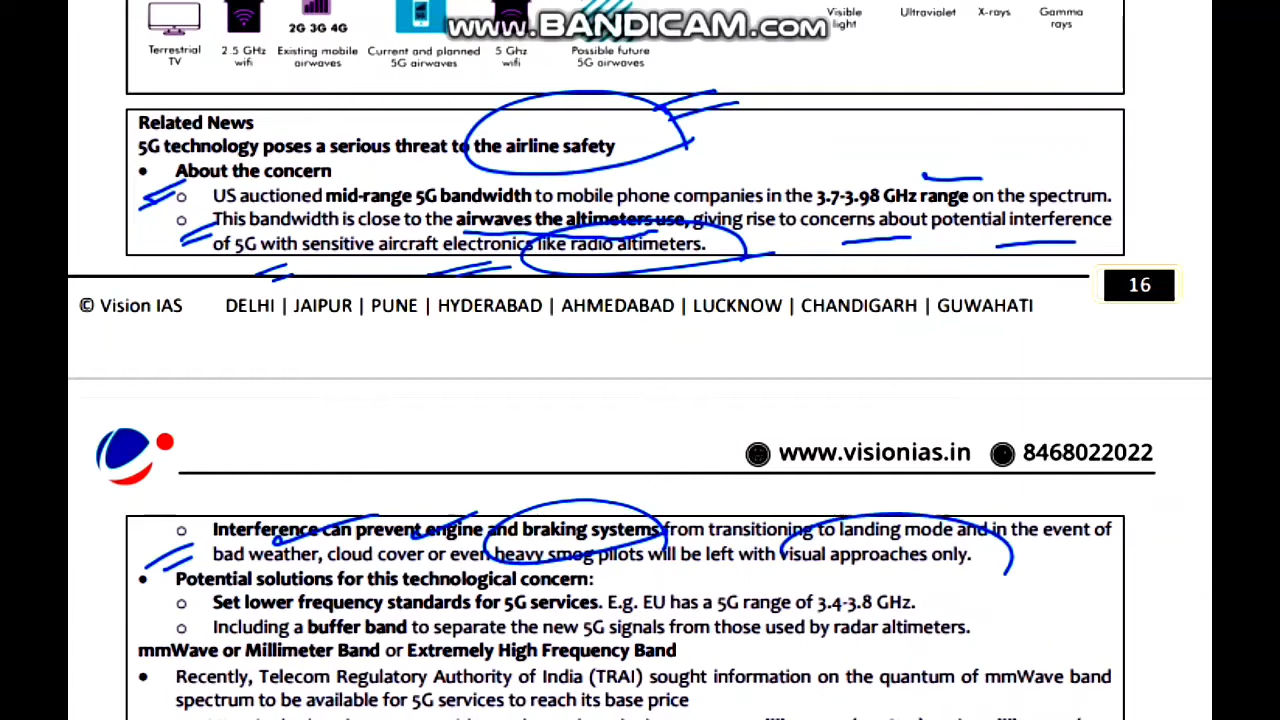 www.BANDICAM.com
2G 3G 4G
Terrestrial TV
2.5 GHz wifi
Existing mobile airwaves
Current and planned 5G airwaves
5 Ghz wifi
Possible future 5G airwaves
Visible light
Ultraviolet
X-rays
Gamma rays
Related News
5G technology poses a serious threat to the airline safety
• About the concern
o US auctioned mid-range 5G bandwidth to mobile phone companies in the 3.7-3.98 GHz range on the spectrum.
o This bandwidth is close to the airwaves the altimeters use, giving rise to concerns about potential interference
of 5G with sensitive aircraft electronics like radio altimeters.
16
© Vision IAS DELHI | JAIPUR | PUNE | HYDERABAD | AHMEDABAD | LUCKNOW | CHANDIGARH | GUWAHATI
www.visionias.in 8468022022
o Interference can prevent engine and braking systems from transitioning to landing mode and in the event of
bad weather, cloud cover or even heavy smog pilots will be left with visual approaches only.
• Potential solutions for this technological concern:
o Set lower frequency standards for 5G services. E.g. EU has a 5G range of 3.4-3.8 GHz.
o Including a buffer band to separate the new 5G signals from those used by radar altimeters.
mmWave or Millimeter Band or Extremely High Frequency Band
• Recently, Telecom Regulatory Authority of India (TRAI) sought information on the quantum of mmWave band
spectrum to be available for 5G services to reach its base price